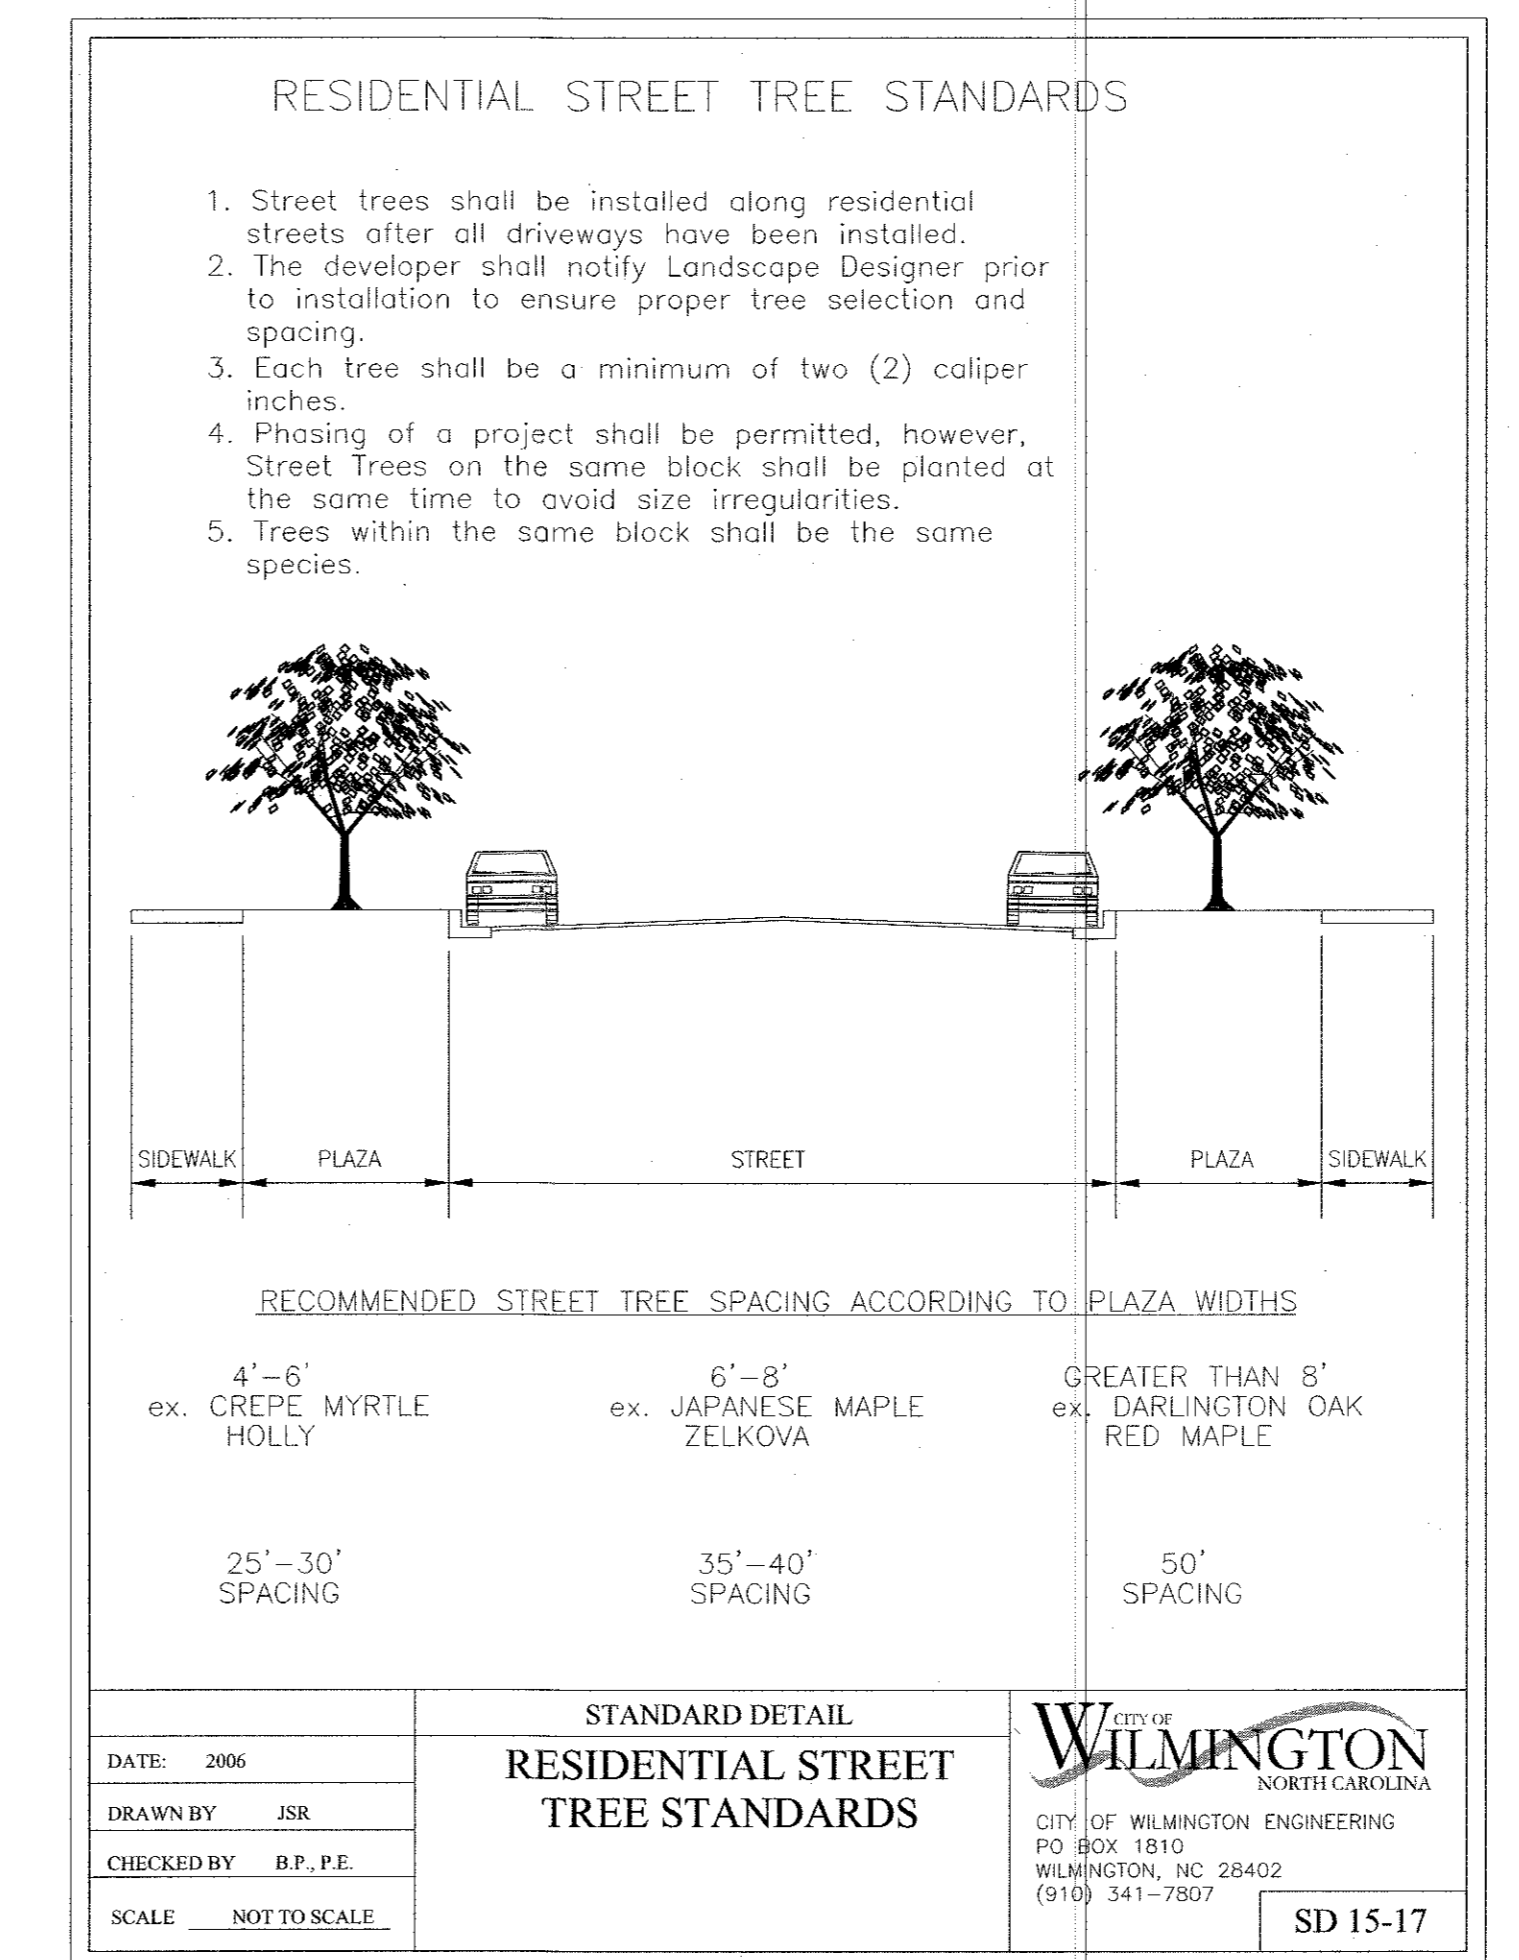 RESIDENTIAL STREET TREE STANDARDS
1. Street trees shall be installed along residential
streets after all driveways have been installed.
2. The developer shall notify Landscape Designer prior
to installation to ensure proper tree selection and
spacing.
3. Each tree shall be a minimum of two (2) caliper
inches.
4. Phasing of a project shall be permitted, however,
Street Trees on the same block shall be planted at
the same time to avoid size irregularities.
5. Trees within the same block shall be the same
species.
SIDEWALK PLAZA STREET PLAZA SIDEWALK
RECOMMENDED STREET TREE SPACING ACCORDING TO PLAZA WIDTHS
4'-6'
ex. CREPE MYRTLE
HOLLY
25'-30'
SPACING
6'-8'
ex. JAPANESE MAPLE
ZELKOVA
35'-40'
SPACING
GREATER THAN 8'
ex. DARLINGTON OAK
RED MAPLE
50'
SPACING
DATE: 2006
DRAWN BY JSR
CHECKED BY B.P., P.E.
SCALE NOT TO SCALE
STANDARD DETAIL
RESIDENTIAL STREET
TREE STANDARDS
CITY OF
WILMINGTON
NORTH CAROLINA
CITY OF WILMINGTON ENGINEERING
PO BOX 1810
WILMINGTON, NC 28402
(910) 341-7807
SD 15-17